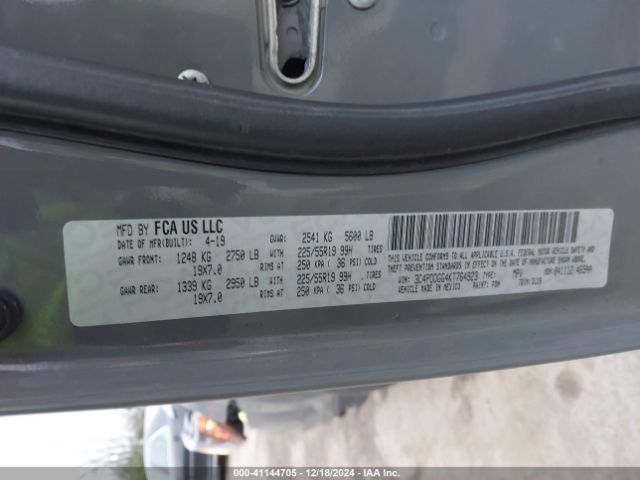 MFD BY FCA US LLC
DATE OF MFR(BUILT): 4-19 GVWR: 2541 KG 5600 LB
GAWR FRONT: 1248 KG 2750 LB WITH 225/55R19 99H TIRES
19X7.0 RIMS AT 250 KPA ( 36 PSI) COLD
GAWR REAR: 1339 KG 2950 LB WITH 225/55R19 99H TIRES
19X7.0 RIMS AT 250 KPA ( 36 PSI) COLD
THIS VEHICLE CONFORMS TO ALL APPLICABLE U.S.A. FEDERAL MOTOR VEHICLE SAFETY AND
THEFT PREVENTION STANDARDS IN EFFECT ON THE DATE OF MANUFACTURE SHOWN ABOVE.
VIN: TYPE: MPV MDH:
VEHICLE MADE IN MEXICO PAINT: PDN TRIM:
000-41144705 - 12/18/2024 - IAA Inc.